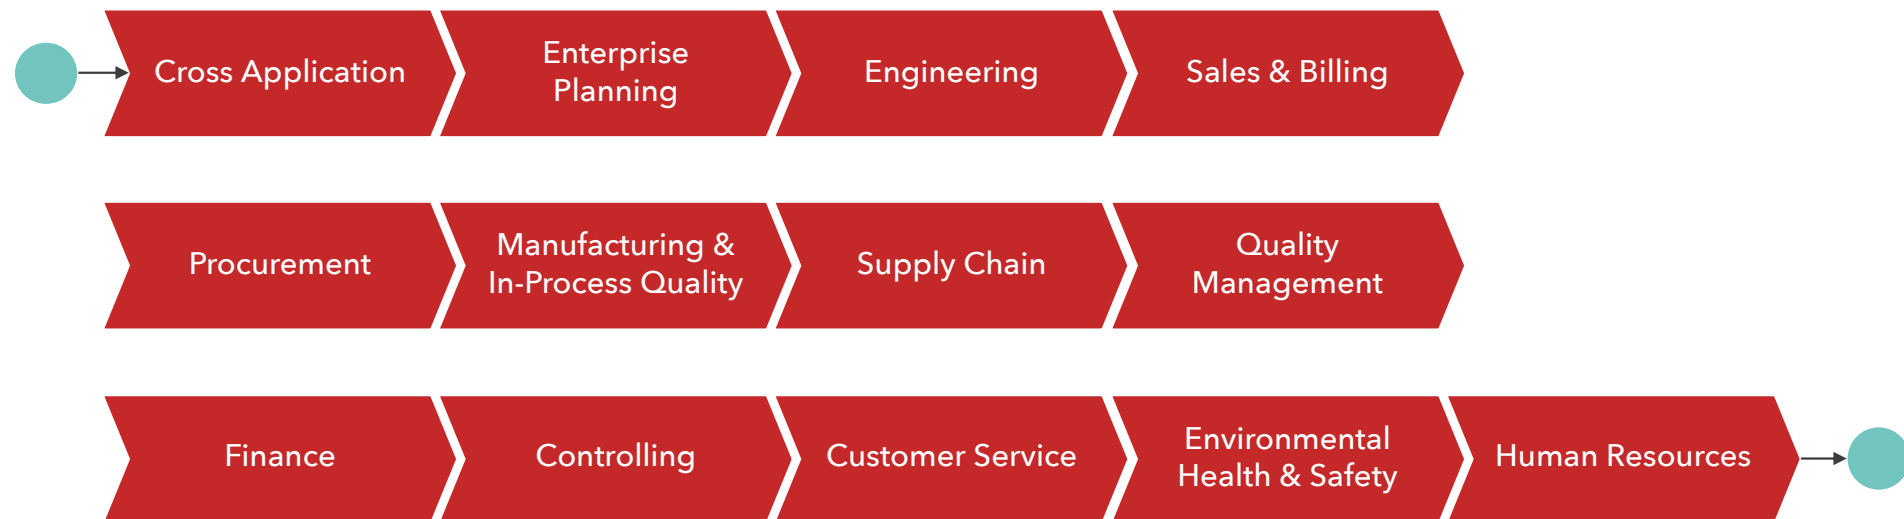 Cross Application
Enterprise
Planning
Engineering
Sales & Billing
Procurement
Manufacturing &
In-Process Quality
Supply Chain
Quality
Management
Finance
Controlling
Customer Service
Environmental
Health & Safety
Human Resources